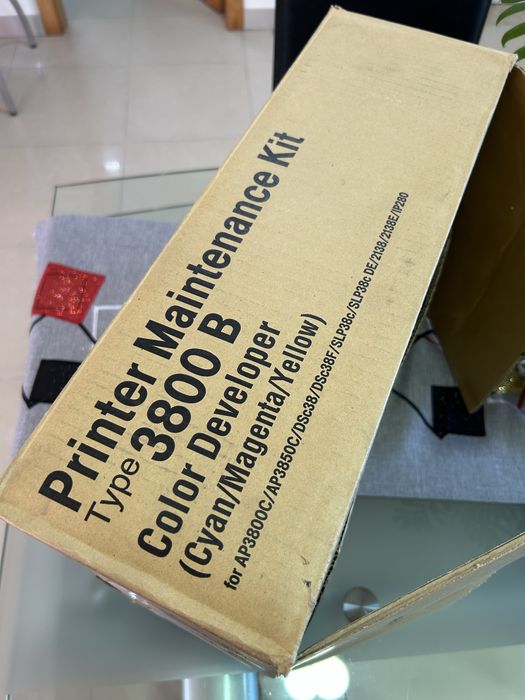 Printer Maintenance Kit
Type 3800 B
Color Developer
(Cyan/Magenta/Yellow)
for AP3800C/AP3850C/DSc38/DSc38F/SLP38c/SLP38c DE/2138/2138E/IP280